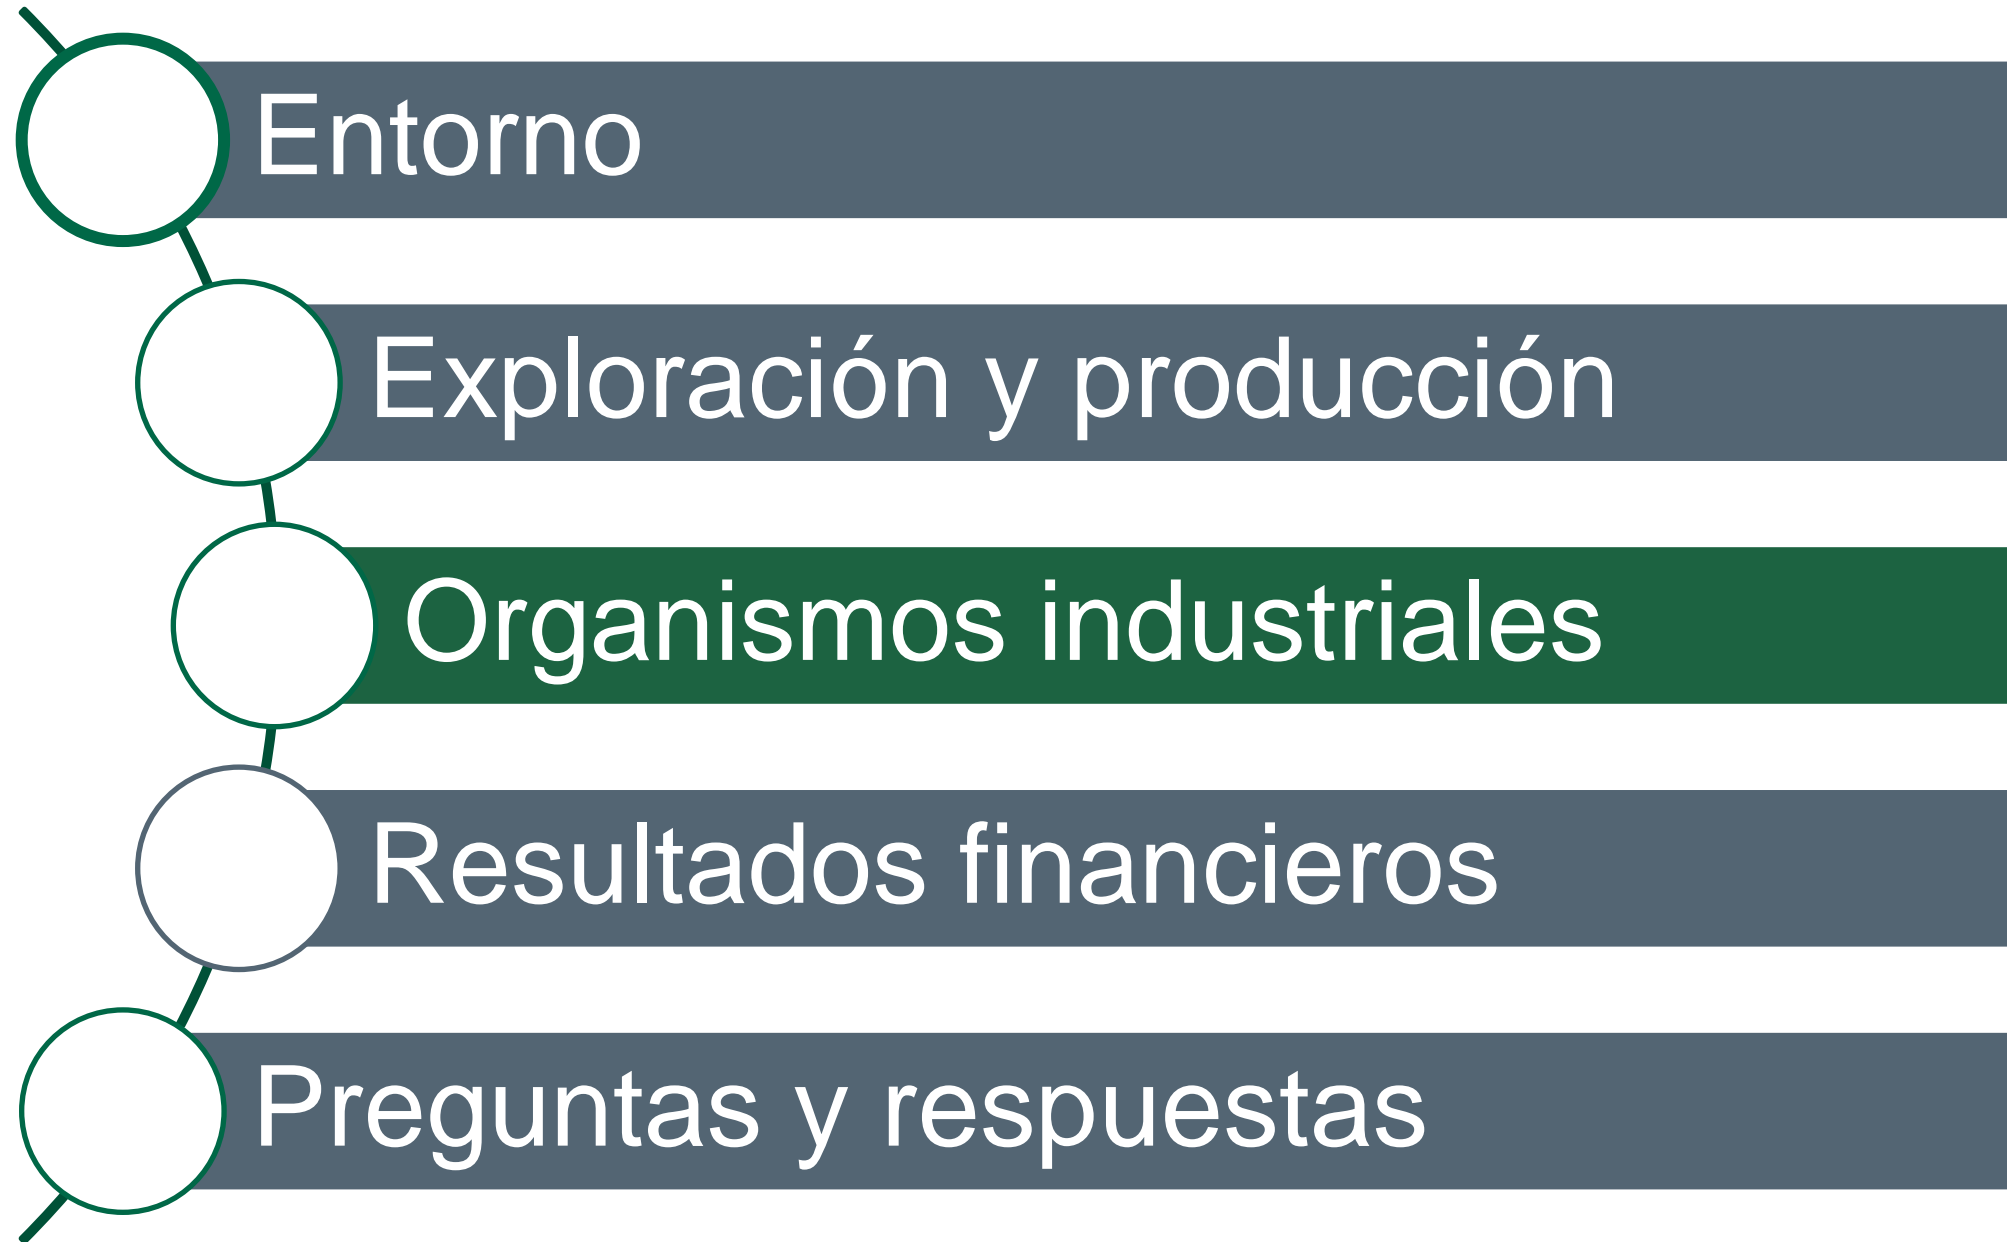 Entorno
Exploración y producción
Organismos industriales
Resultados financieros
Preguntas y respuestas